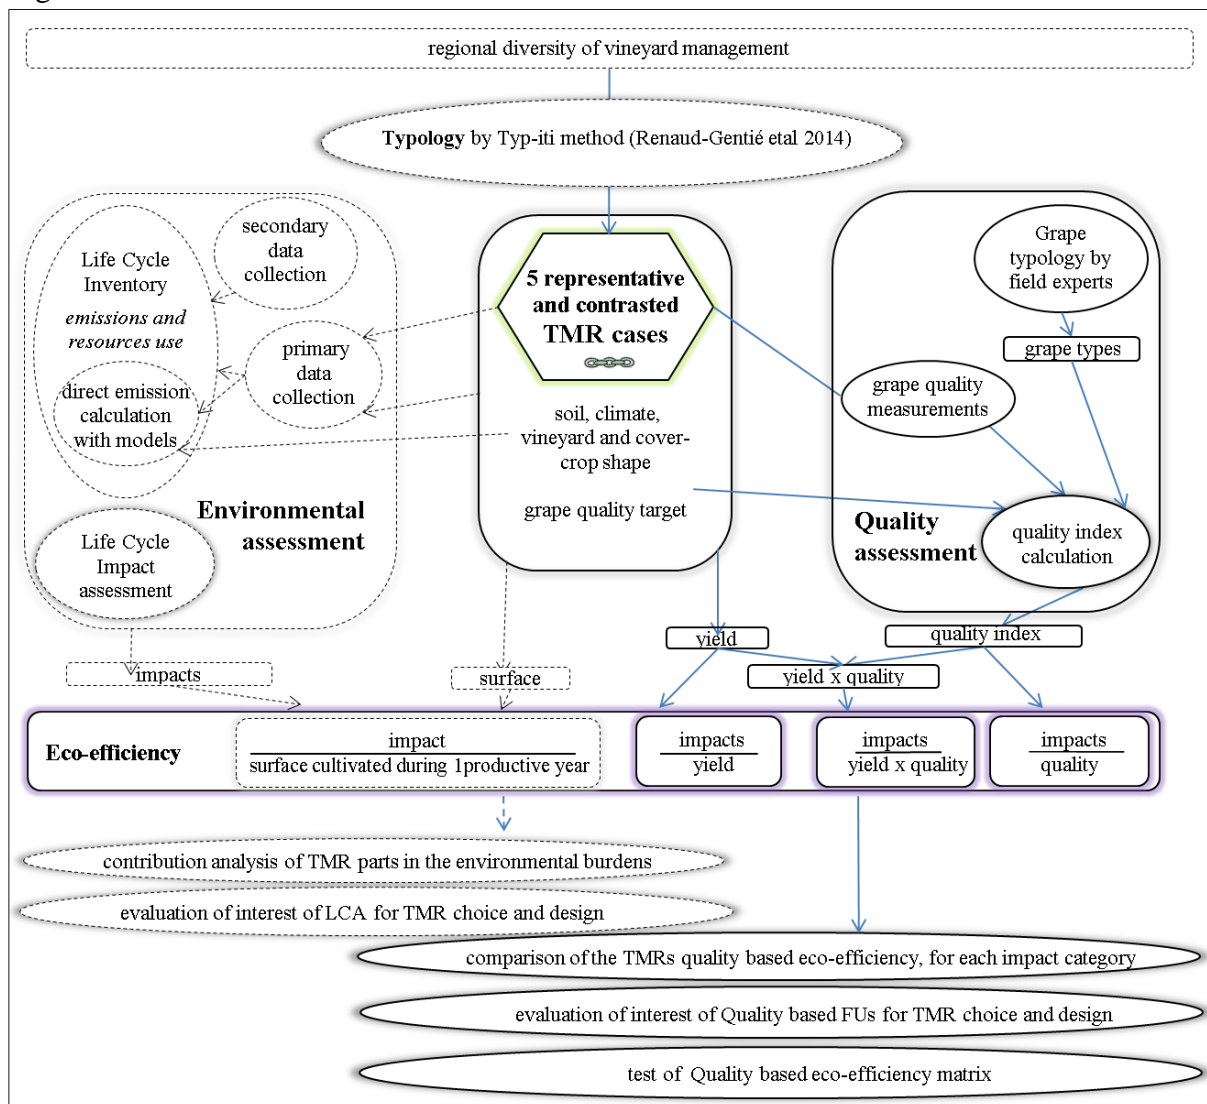 regional diversity of vineyard management
Typology by Typ-iti method (Renaud-Gentié etal 2014)
secondary
data
collection
Life Cycle
Inventory
emissions and
resources use
primary
data
collection
direct emission
calculation
with models
Environmental
assessment
Life Cycle
Impact
assessment
5 representative
and contrasted
TMR cases
soil, climate,
vineyard and cover-
crop shape
grape quality target
Grape
typology by
field experts
grape types
grape quality
measurements
Quality
assessment
quality index
calculation
impacts
surface
yield
quality index
yield x quality
Eco-efficiency
impact
surface cultivated during 1productive year
impacts
yield
impacts
yield x quality
impacts
quality
contribution analysis of TMR parts in the environmental burdens
evaluation of interest of LCA for TMR choice and design
comparison of the TMRs quality based eco-efficiency, for each impact category
evaluation of interest of Quality based FUs for TMR choice and design
test of Quality based eco-efficiency matrix